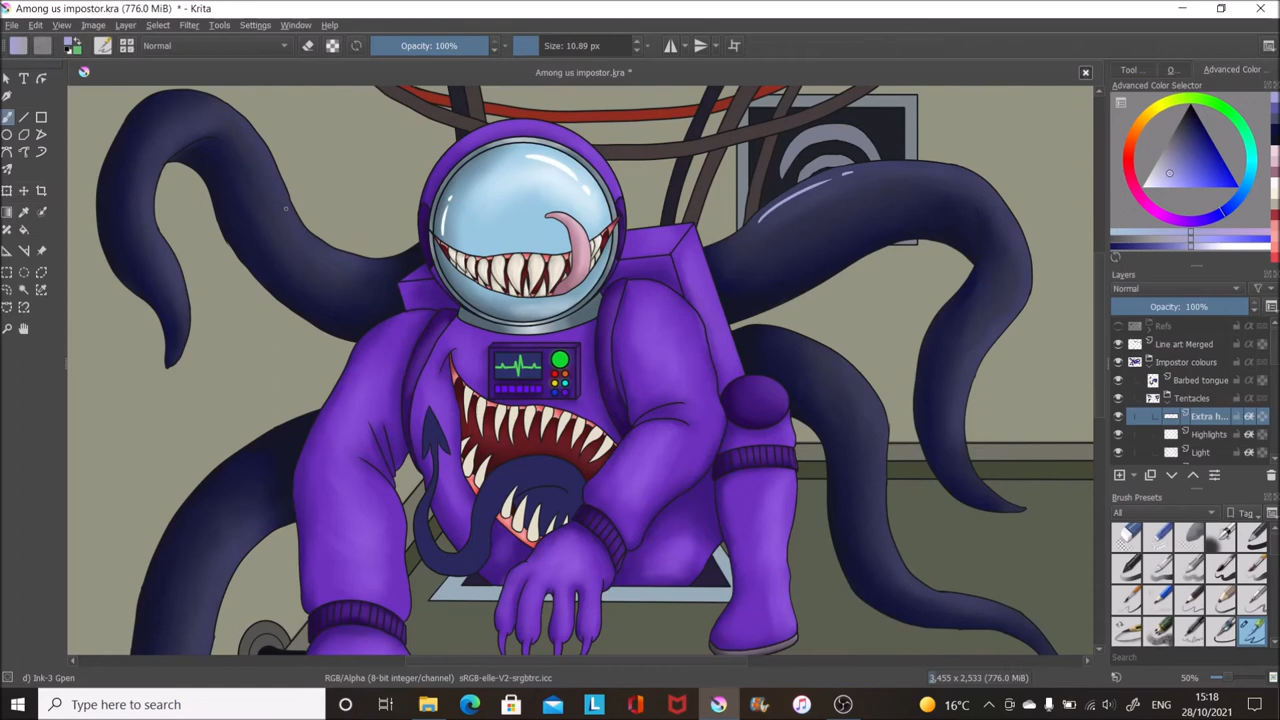 Among us impostor.kra (776.0 MiB) * - Krita
File Edit View Image Layer Select Filter Tools Settings Window Help
Normal Opacity: 100% Size: 10.89 px
Among us impostor.kra *
Tool ... O... Advanced Color ...
Advanced Color Selector
Layers
Normal
Opacity: 100%
Refs
Line art Merged
Impostor colours
Barbed tongue
Tentacles
Extra h...
Highlights
Light
Brush Presets
All Tag
Search
d) Ink-3 Gpen RGB/Alpha (8-bit integer/channel) sRGB-elle-V2-srgbtrc.icc 3,455 x 2,533 (776.0 MiB) 50%
Type here to search 16°C ENG 15:18
28/10/2021